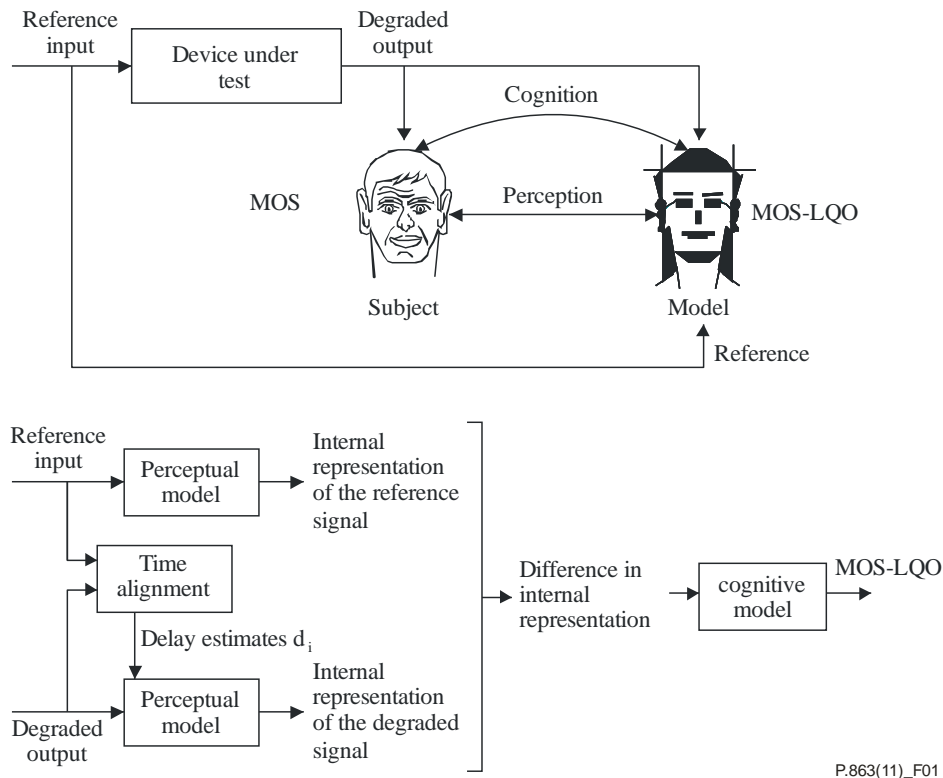 Reference
input
Device under
test
Degraded
output
Cognition
MOS
Perception
MOS-LQO
Subject
Model
Reference
Reference
input
Perceptual
model
Internal
representation
of the reference
signal
Time
alignment
Difference in
internal
representation
cognitive
model
MOS-LQO
Delay estimates d i
Degraded
output
Perceptual
model
Internal
representation
of the degraded
signal
P.863(11)_F01